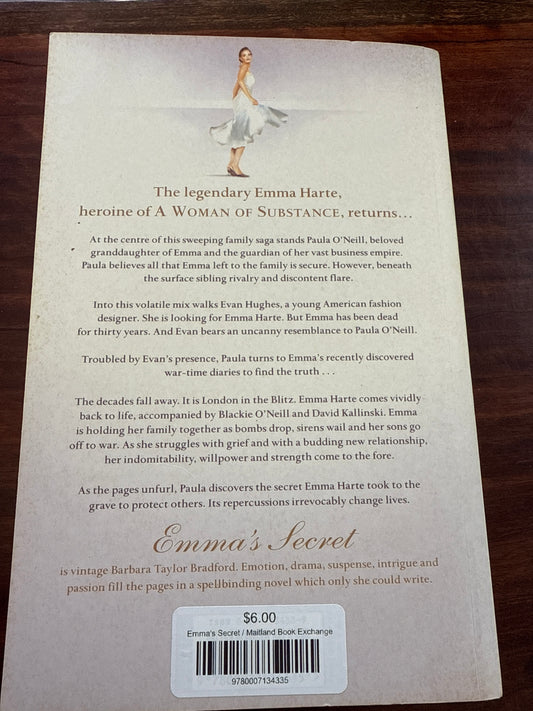 The legendary Emma Harte,
heroine of A WOMAN OF SUBSTANCE, returns...
At the centre of this sweeping family saga stands Paula O'Neill, beloved
granddaughter of Emma and the guardian of her vast business empire.
Paula believes all that Emma left to the family is secure. However, beneath
the surface sibling rivalry and discontent flare.
Into this volatile mix walks Evan Hughes, a young American fashion
designer. She is looking for Emma Harte. But Emma has been dead
for thirty years. And Evan bears an uncanny resemblance to Paula O'Neill.
Troubled by Evan's presence, Paula turns to Emma's recently discovered
war-time diaries to find the truth . . .
The decades fall away. It is London in the Blitz. Emma Harte comes vividly
back to life, accompanied by Blackie O'Neill and David Kallinski. Emma
is holding her family together as bombs drop, sirens wail and her sons go
off to war. As she struggles with grief and with a budding new relationship,
her indomitability, willpower and strength come to the fore.
As the pages unfurl, Paula discovers the secret Emma Harte took to the
grave to protect others. Its repercussions irrevocably change lives.
Emma's Secret
is vintage Barbara Taylor Bradford. Emotion, drama, suspense, intrigue and
passion fill the pages in a spellbinding novel which only she could write.
$6.00
Emma's Secret / Maitland Book Exchange
9780007134335